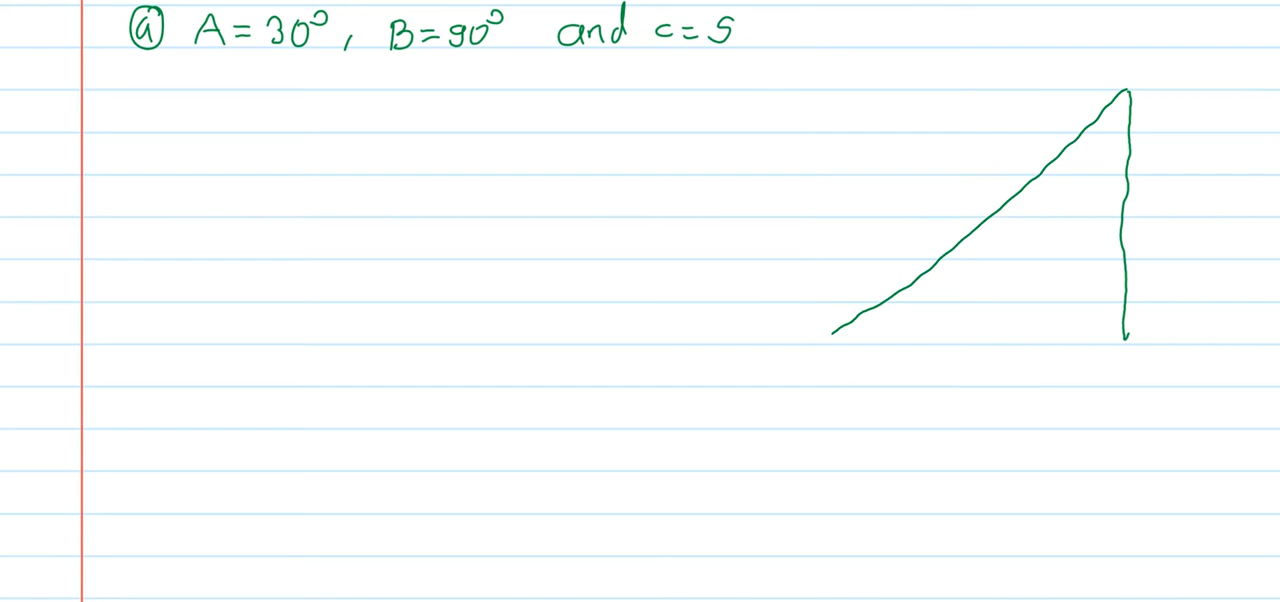 ⓐ A = 30°, B = 90° and c = 5